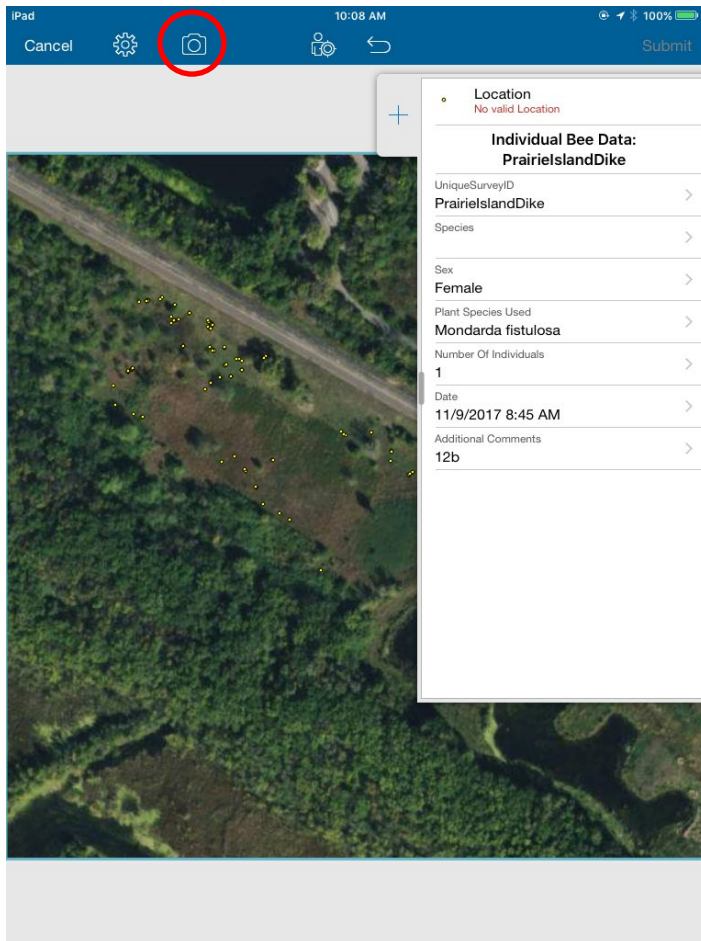 iPad 10:08 AM 100%
Cancel Submit
Location
No valid Location
Individual Bee Data:
PrairieIslandDike
UniqueSurveyID
PrairieIslandDike
Species
Sex
Female
Plant Species Used
Mondarda fistulosa
Number Of Individuals
1
Date
11/9/2017 8:45 AM
Additional Comments
12b